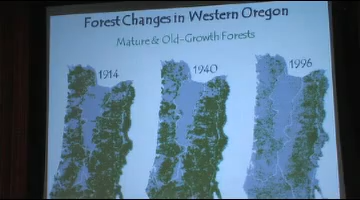 Forest Changes in Western Oregon
Mature & Old-Growth Forests
1914
1940
1996